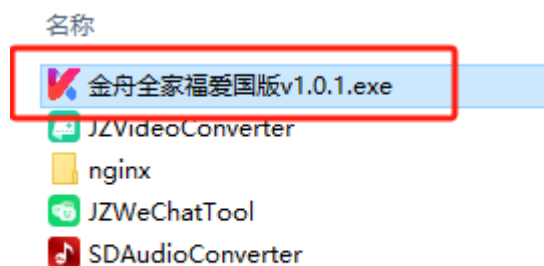 名称
金舟全家福爱国版v1.0.1.exe
JZVideoConverter
nginx
JZWeChatTool
SDAudioConverter